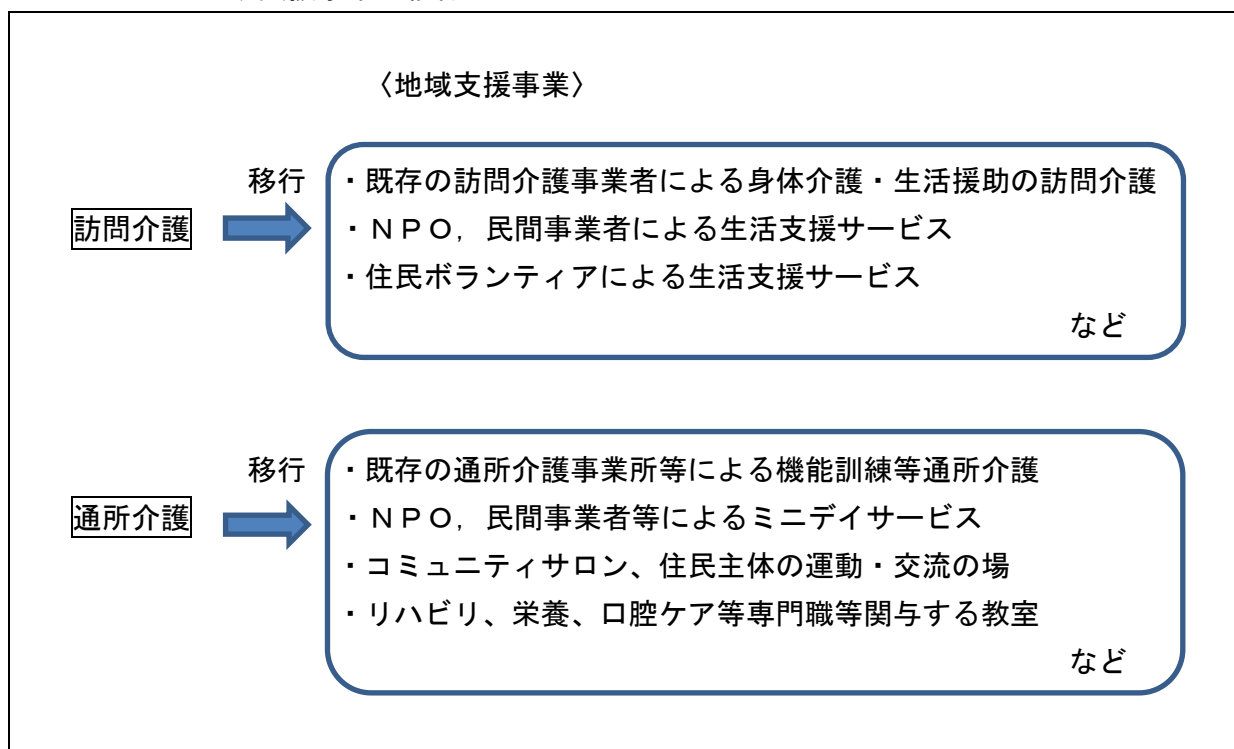 〈地域支援事業〉
移行
訪問介護
・既存の訪問介護事業者による身体介護・生活援助の訪問介護
・ＮＰＯ，民間事業者による生活支援サービス
・住民ボランティアによる生活支援サービス
など
移行
通所介護
・既存の通所介護事業所等による機能訓練等通所介護
・ＮＰＯ，民間事業者等によるミニデイサービス
・コミュニティサロン、住民主体の運動・交流の場
・リハビリ、栄養、口腔ケア等専門職等関与する教室
など